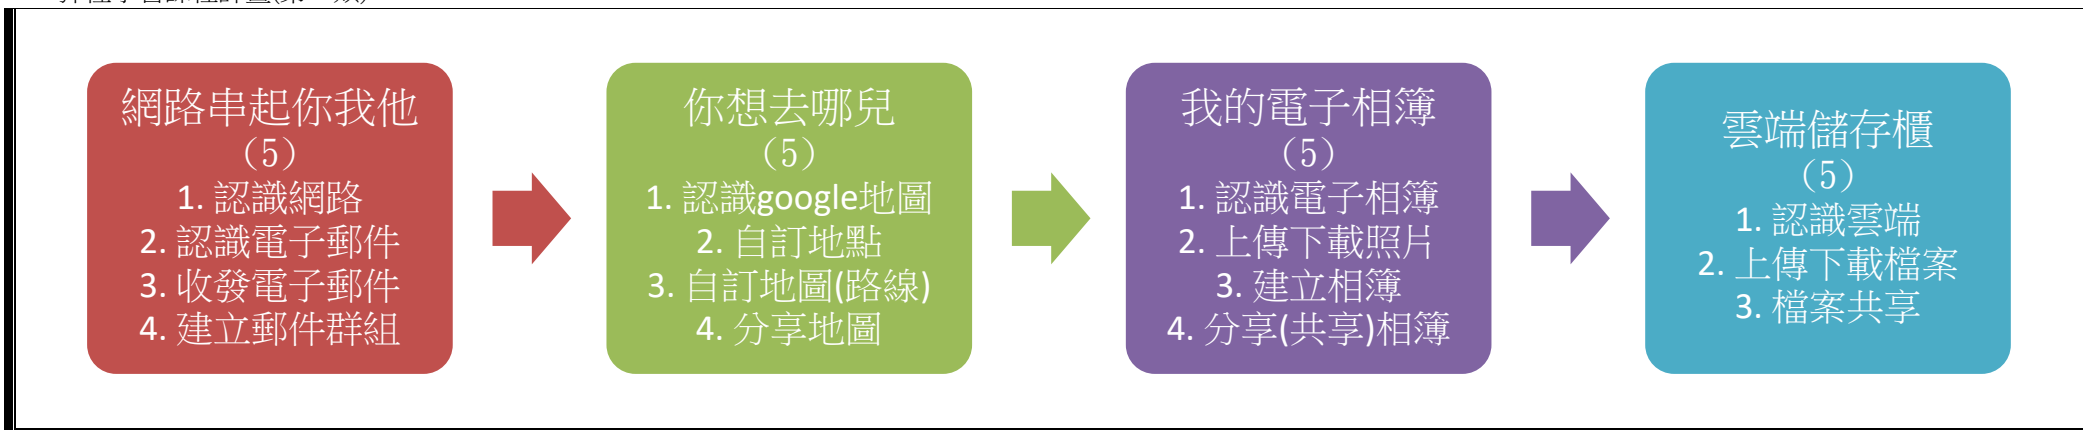 網路串起你我他
(5)
1. 認識網路
2. 認識電子郵件
3. 收發電子郵件
4. 建立郵件群組
你想去哪兒
(5)
1. 認識google地圖
2. 自訂地點
3. 自訂地圖(路線)
4. 分享地圖
我的電子相簿
(5)
1. 認識電子相簿
2. 上傳下載照片
3. 建立相簿
4. 分享(共享)相簿
雲端儲存櫃
(5)
1. 認識雲端
2. 上傳下載檔案
3. 檔案共享